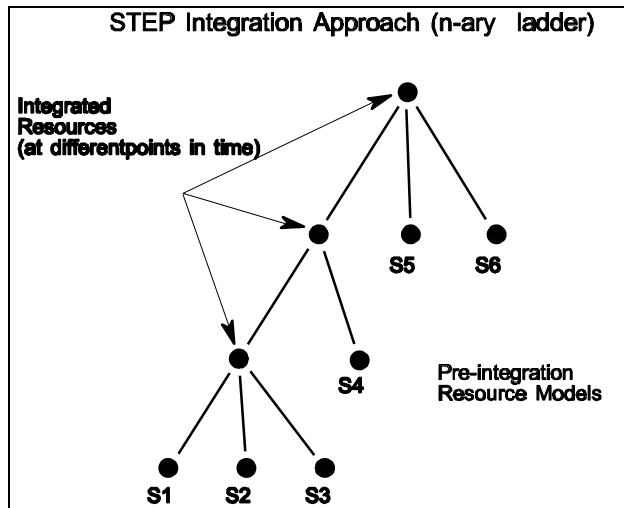 STEP Integration Approach (n-ary ladder)
Integrated
Resources
(at differentpoints in time)
S5
S6
S4
Pre-integration
Resource Models
S1
S2
S3